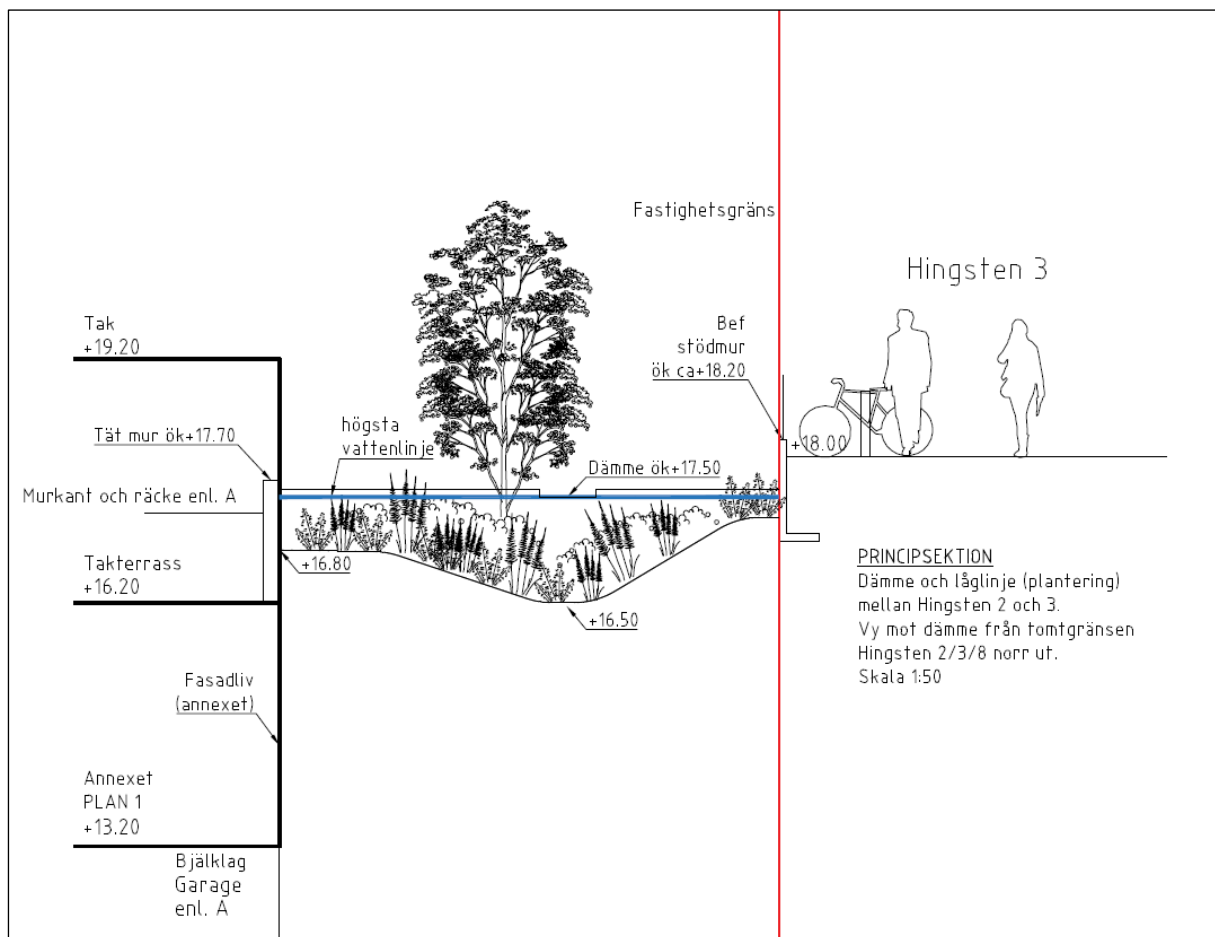 Fastighetsgräns
Hingsten 3
Tak
+19.20
Bef
stödmur
ök ca+18.20
högsta
vattenlinje
Tät mur ök+17.70
+18.00
Dämme ök+17.50
Murkant och räcke enl. A
Takterrass
+16.20
+16.80
+16.50
PRINCIPSEKTION
Dämme och låglinje (plantering)
mellan Hingsten 2 och 3.
Vy mot dämme från tomtgränsen
Hingsten 2/3/8 norr ut.
Skala 1:50
Fasadliv
(annexet)
Annexet
PLAN 1
+13.20
Bjälklag
Garage
enl. A